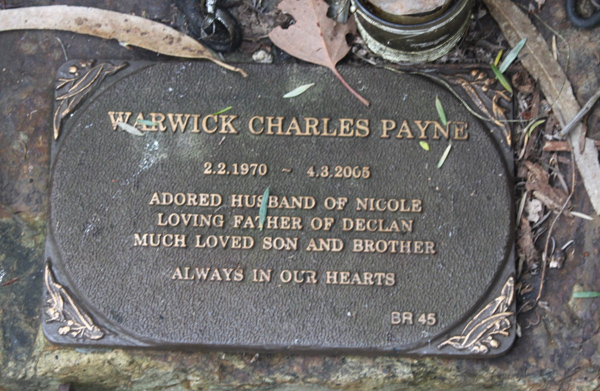 WARWICK CHARLES PAYNE
2.2.1970 ~ 4.3.2005
ADORED HUSBAND OF NICOLE
LOVING FATHER OF DECLAN
MUCH LOVED SON AND BROTHER
ALWAYS IN OUR HEARTS
BR 45